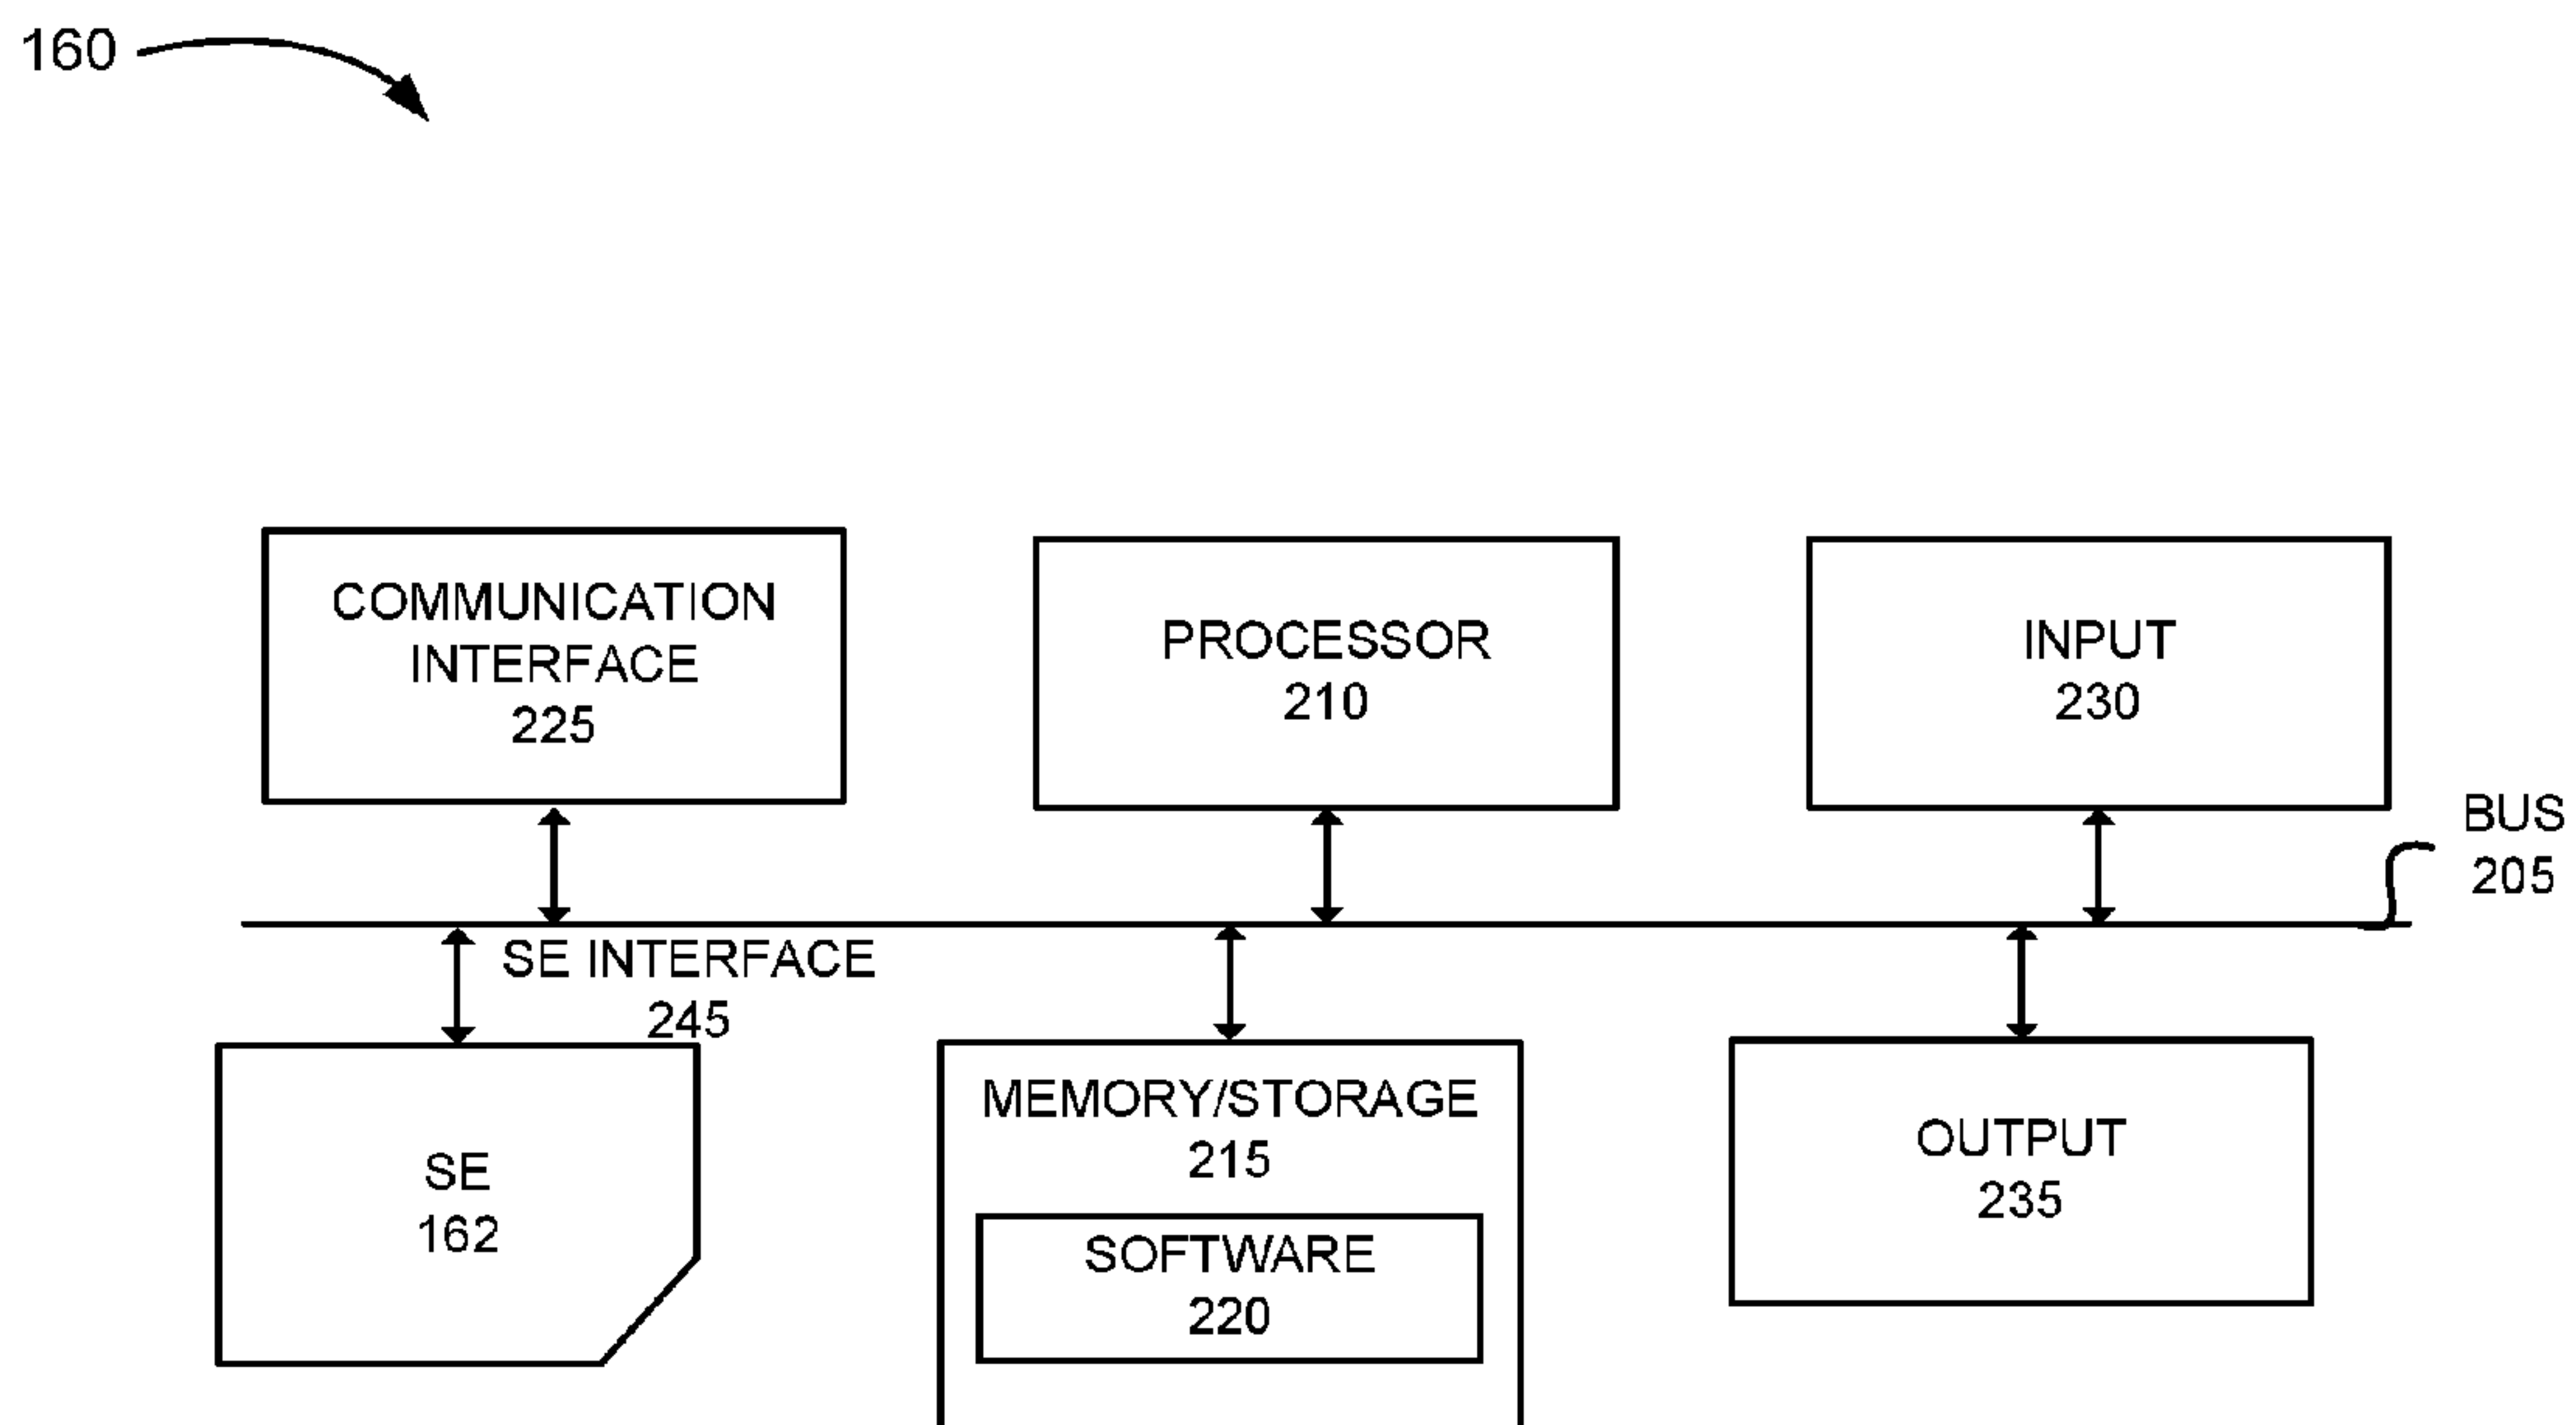 160
COMMUNICATION
INTERFACE
225
PROCESSOR
210
INPUT
230
BUS
205
SE INTERFACE
245
SE
162
MEMORY/STORAGE
215
SOFTWARE
220
OUTPUT
235